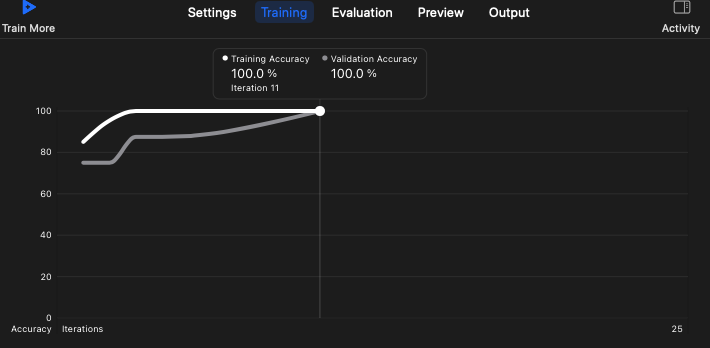 Settings Training Evaluation Preview Output
Train More
Activity
Training Accuracy Validation Accuracy
100.0 % 100.0 %
Iteration 11
100
80
60
40
20
0
Accuracy Iterations 25